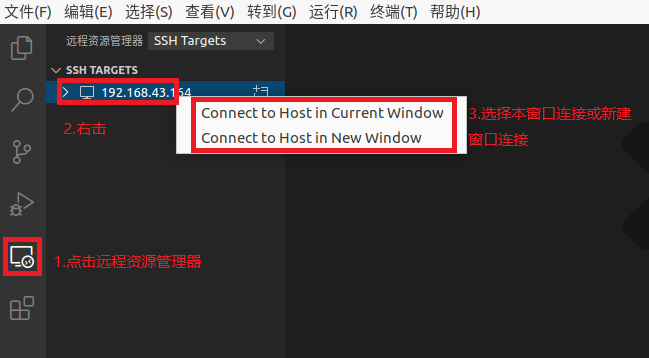 文件(F) 编辑(E) 选择(S) 查看(V) 转到(G) 运行(R) 终端(T) 帮助(H)
远程资源管理器 SSH Targets
SSH TARGETS
192.168.43.164
Connect to Host in Current Window
Connect to Host in New Window
2.右击
3.选择本窗口连接或新建
窗口连接
1.点击远程资源管理器